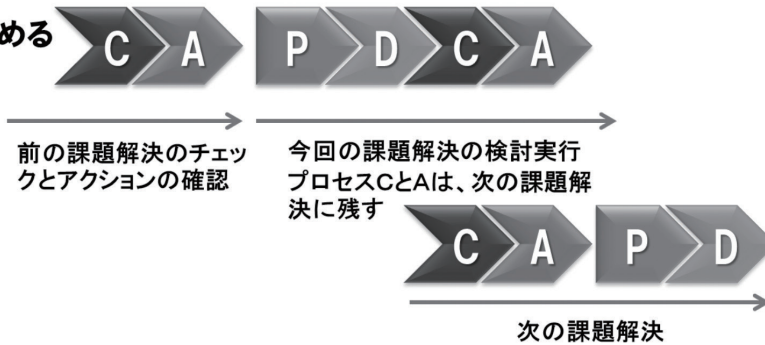 める
C A P D C A
前の課題解決のチェッ
クとアクションの確認
今回の課題解決の検討実行
プロセスCとAは、次の課題解
決に残す
C A P D
次の課題解決